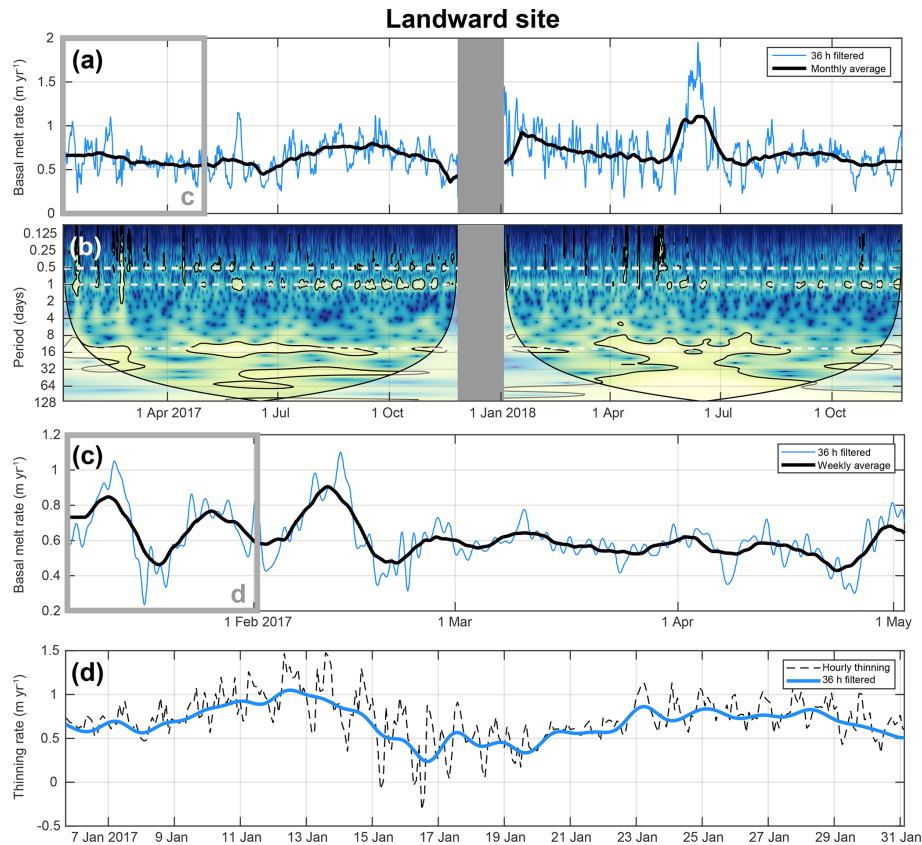 Landward site
(a)
Basal melt rate (m yr⁻¹)
2
1.5
1
0.5
0
36 h filtered
Monthly average
c
(b)
Period (days)
0.125
0.25
0.5
1
2
4
8
16
32
64
128
1 Apr 2017
1 Jul
1 Oct
1 Jan 2018
1 Apr
1 Jul
1 Oct
(c)
Basal melt rate (m yr⁻¹)
1.2
1
0.8
0.6
0.4
0.2
36 h filtered
Weekly average
d
1 Feb 2017
1 Mar
1 Apr
1 May
(d)
Thinning rate (m yr⁻¹)
1.5
1
0.5
0
-0.5
Hourly thinning
36 h filtered
7 Jan 2017
9 Jan
11 Jan
13 Jan
15 Jan
17 Jan
19 Jan
21 Jan
23 Jan
25 Jan
27 Jan
29 Jan
31 Jan